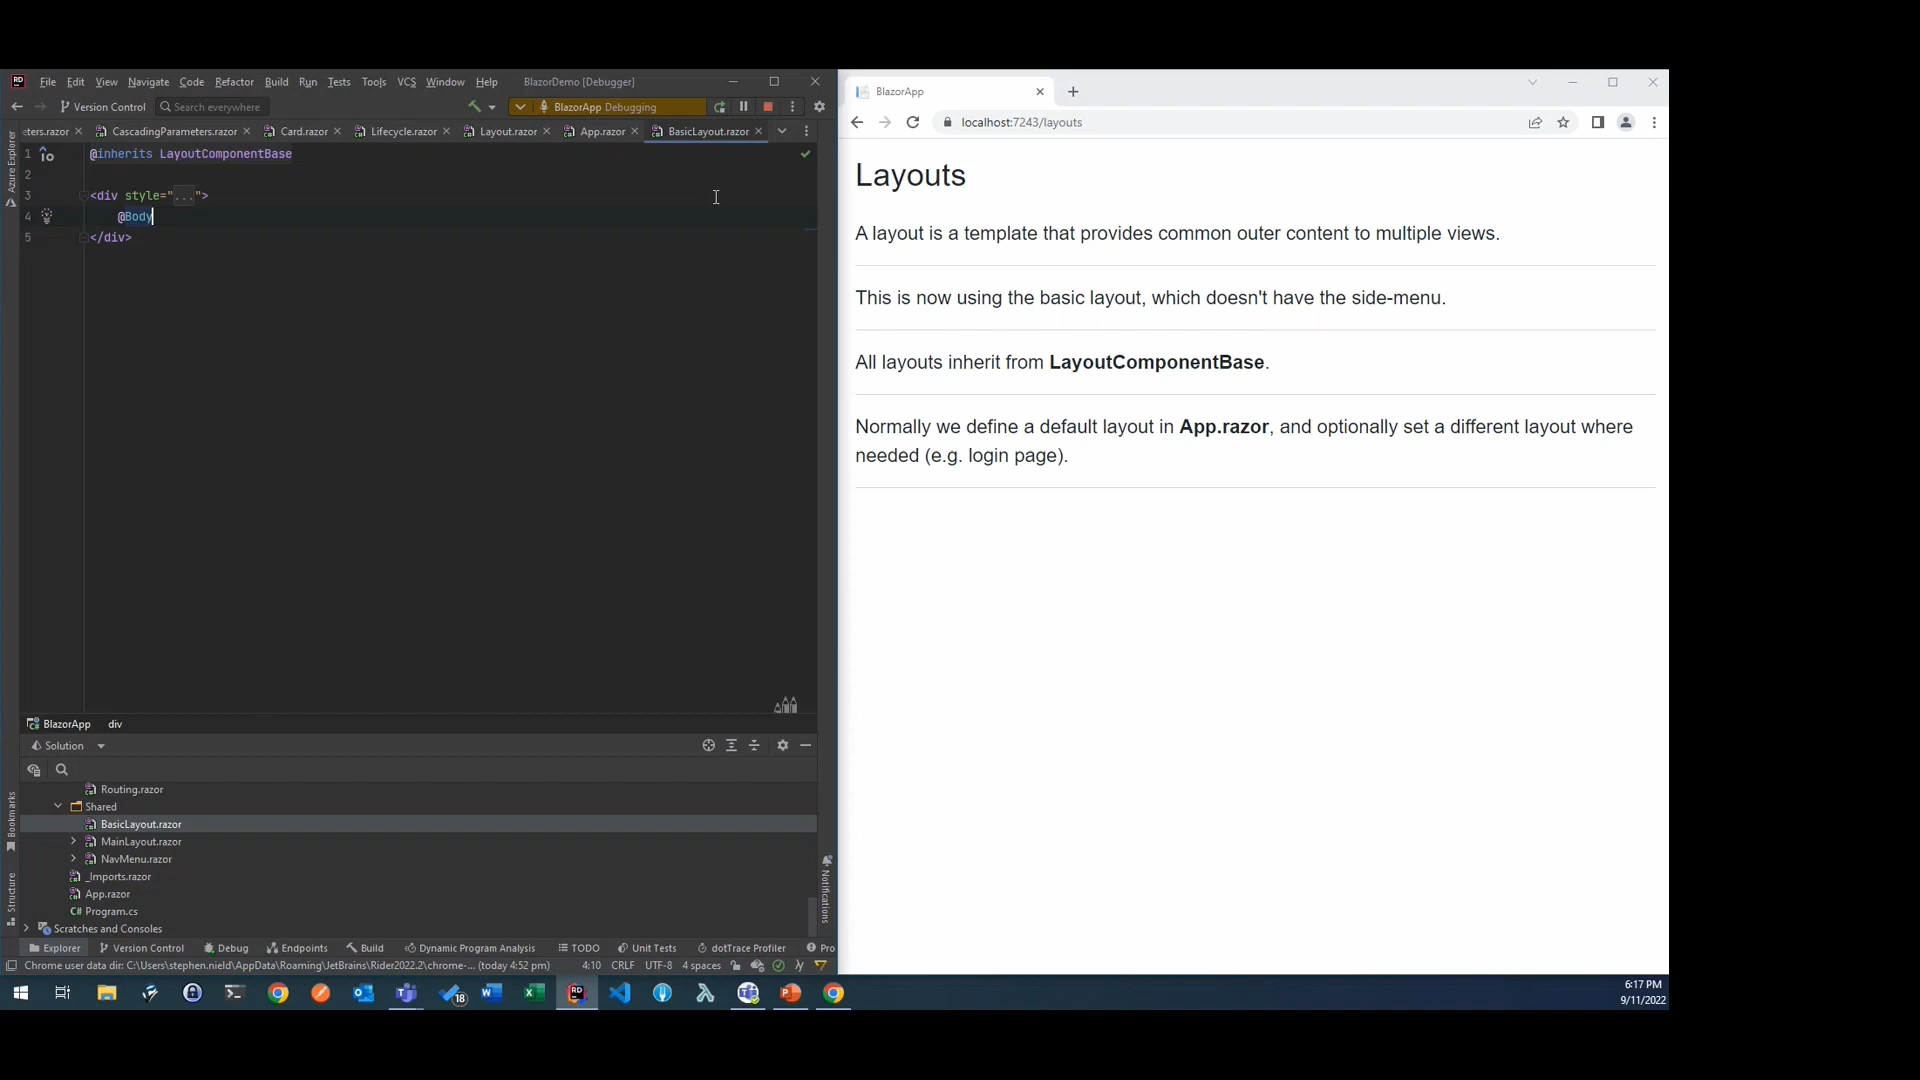 RD File Edit View Navigate Code Refactor Build Run Tests Tools VCS Window Help BlazorDemo [Debugger]
Version Control Search everywhere BlazorApp Debugging
ters.razor CascadingParameters.razor Card.razor Lifecycle.razor Layout.razor App.razor BasicLayout.razor
1 @inherits LayoutComponentBase
2
3 <div style="...">
4 @Body
5 </div>
Azure Explorer
Bookmarks
Structure
Notifications
BlazorApp div
Solution
Routing.razor
Shared
BasicLayout.razor
MainLayout.razor
NavMenu.razor
_Imports.razor
App.razor
C# Program.cs
Scratches and Consoles
Explorer Version Control Debug Endpoints Build Dynamic Program Analysis TODO Unit Tests dotTrace Profiler Pro
Chrome user data dir: C:\Users\stephen.nield\AppData\Roaming\JetBrains\Rider2022.2\chrome-... (today 4:52 pm) 4:10 CRLF UTF-8 4 spaces
BlazorApp
localhost:7243/layouts
Layouts
A layout is a template that provides common outer content to multiple views.
This is now using the basic layout, which doesn't have the side-menu.
All layouts inherit from LayoutComponentBase.
Normally we define a default layout in App.razor, and optionally set a different layout where
needed (e.g. login page).
18
6:17 PM
9/11/2022